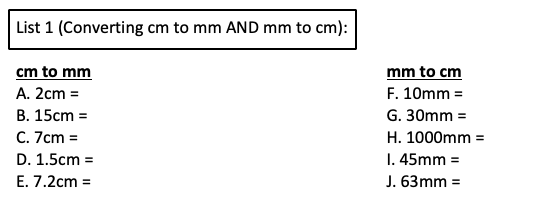 List 1 (Converting cm to mm AND mm to cm):
cm to mm
A. 2cm =
B. 15cm =
C. 7cm =
D. 1.5cm =
E. 7.2cm =
mm to cm
F. 10mm =
G. 30mm =
H. 1000mm =
I. 45mm =
J. 63mm =